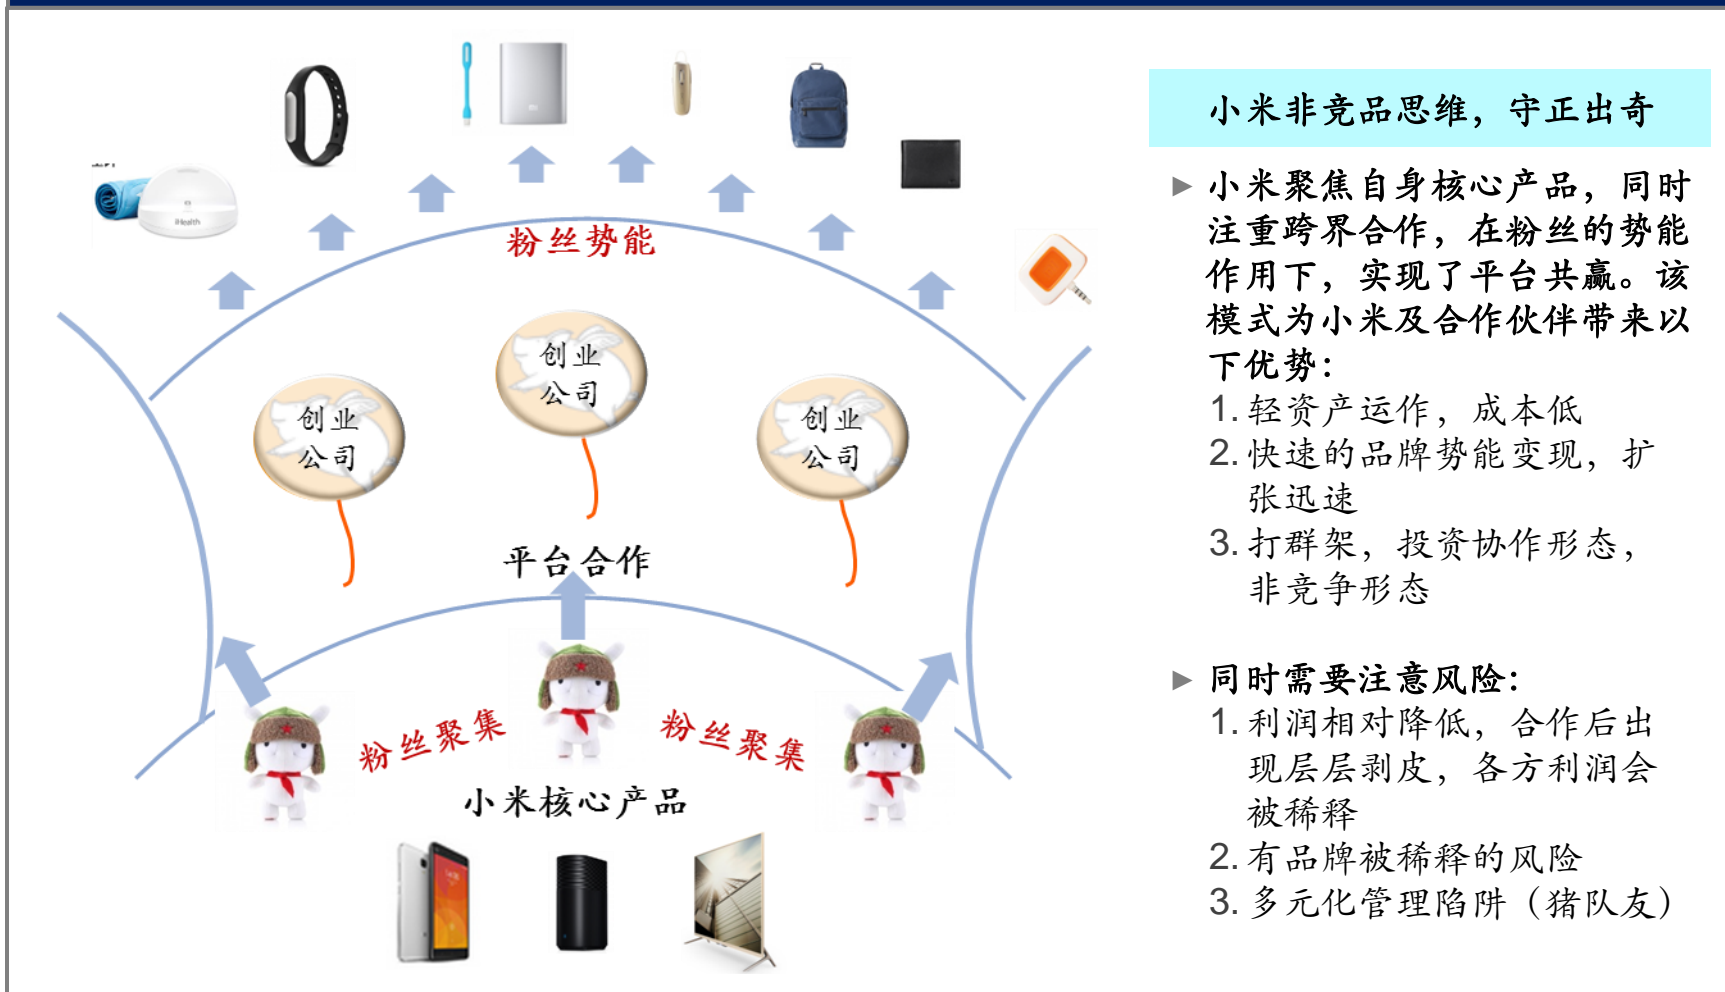 小米非竞品思维，守正出奇
►小米聚焦自身核心产品，同时
注重跨界合作，在粉丝的势能
作用下，实现了平台共赢。该
模式为小米及合作伙伴带来以
下优势：
1.轻资产运作，成本低
2.快速的品牌势能变现，扩
张迅速
3.打群架，投资协作形态，
非竞争形态
►同时需要注意风险：
1.利润相对降低，合作后出
现层层剥皮，各方利润会
被稀释
2.有品牌被稀释的风险
3.多元化管理陷阱（猪队友）
iHealth
粉丝势能
创业
公司
创业
公司
创业
公司
平台合作
粉丝聚集
粉丝聚集
小米核心产品